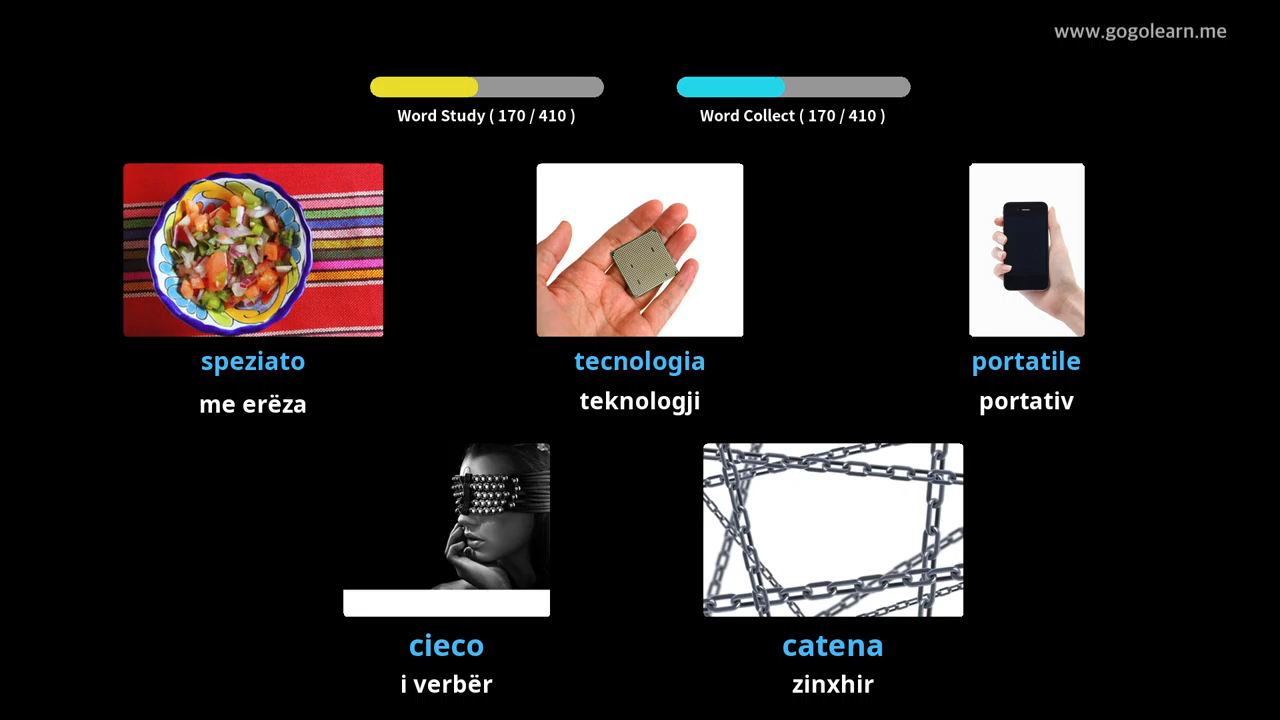 www.gogolearn.me
Word Study ( 170 / 410 )
Word Collect ( 170 / 410 )
speziato
me erëza
tecnologia
teknologji
portatile
portativ
cieco
i verbër
catena
zinxhir